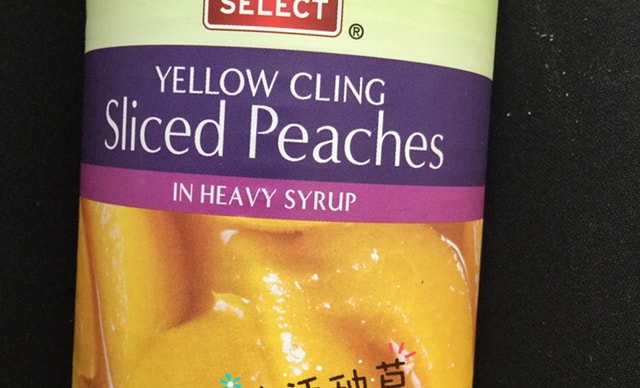 SELECT
®
YELLOW CLING
Sliced Peaches
IN HEAVY SYRUP